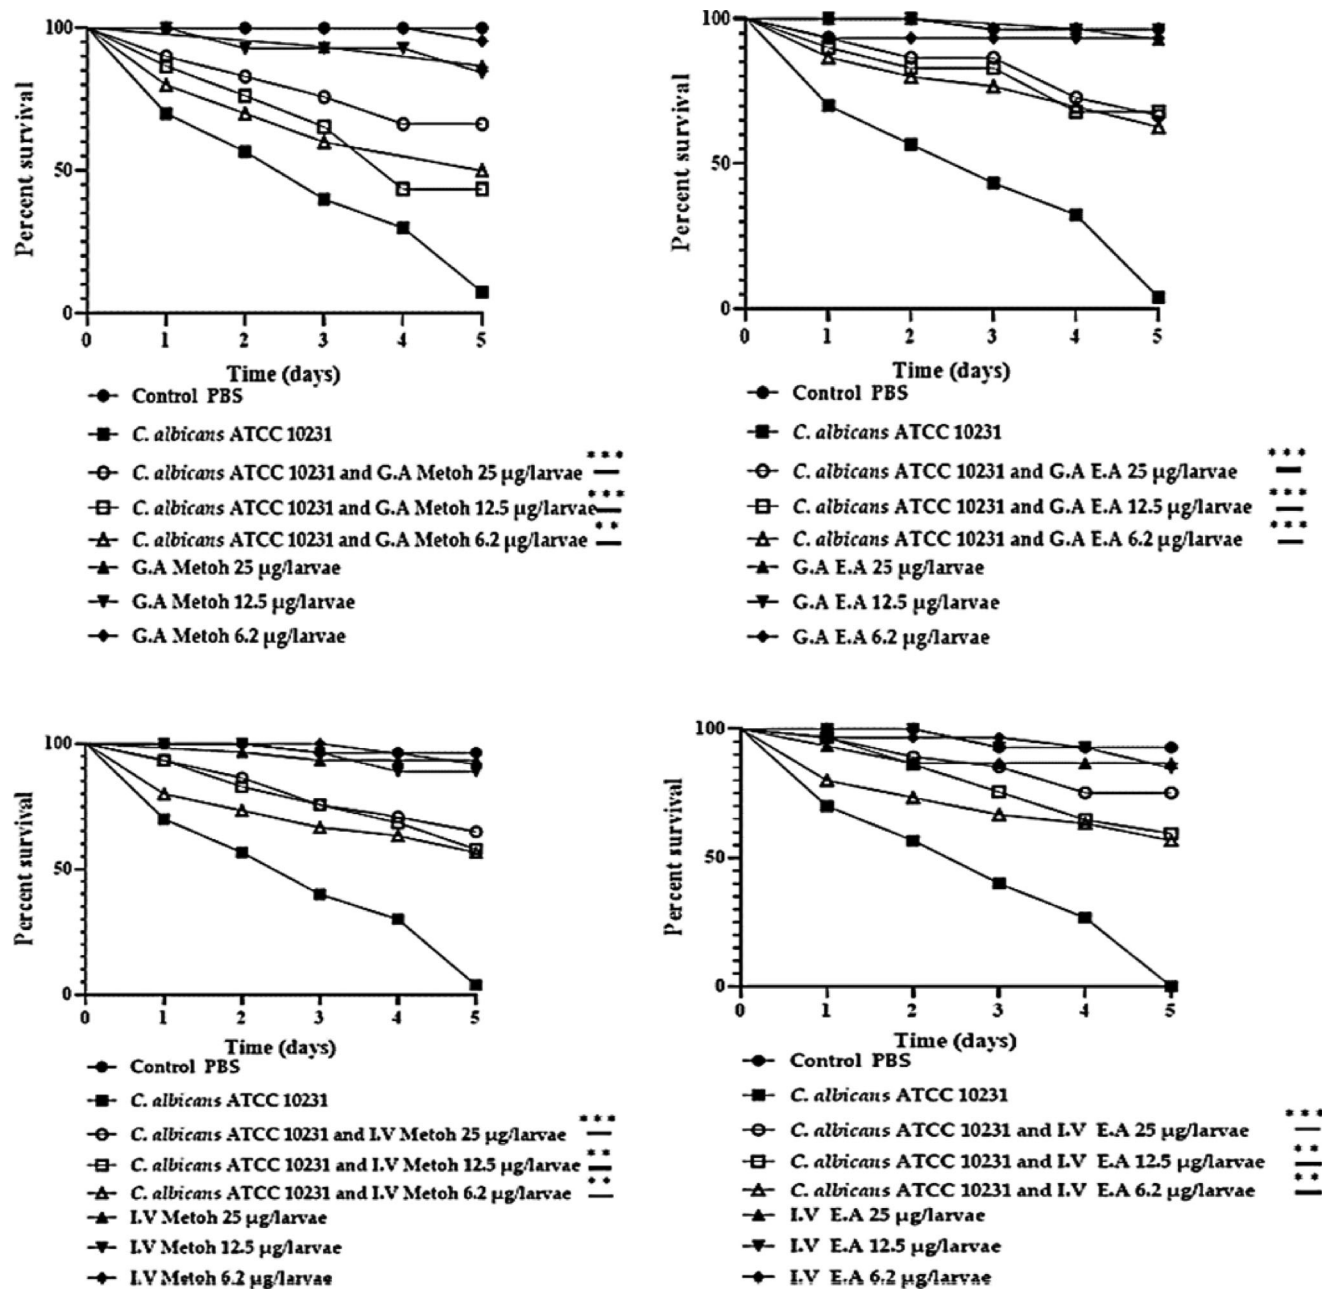 100
50
0
Percent survival
0 1 2 3 4 5
Time (days)
Control PBS
C. albicans ATCC 10231
C. albicans ATCC 10231 and G.A Metoh 25 µg/larvae ***
C. albicans ATCC 10231 and G.A Metoh 12.5 µg/larvae ***
C. albicans ATCC 10231 and G.A Metoh 6.2 µg/larvae **
G.A Metoh 25 µg/larvae
G.A Metoh 12.5 µg/larvae
G.A Metoh 6.2 µg/larvae
100
50
0
Percent survival
0 1 2 3 4 5
Time (days)
Control PBS
C. albicans ATCC 10231
C. albicans ATCC 10231 and G.A E.A 25 µg/larvae ***
C. albicans ATCC 10231 and G.A E.A 12.5 µg/larvae ***
C. albicans ATCC 10231 and G.A E.A 6.2 µg/larvae ***
G.A E.A 25 µg/larvae
G.A E.A 12.5 µg/larvae
G.A E.A 6.2 µg/larvae
100
50
0
Percent survival
0 1 2 3 4 5
Time (days)
Control PBS
C. albicans ATCC 10231
C. albicans ATCC 10231 and I.V Metoh 25 µg/larvae ***
C. albicans ATCC 10231 and I.V Metoh 12.5 µg/larvae **
C. albicans ATCC 10231 and I.V Metoh 6.2 µg/larvae **
I.V Metoh 25 µg/larvae
I.V Metoh 12.5 µg/larvae
I.V Metoh 6.2 µg/larvae
100
50
0
Percent survival
0 1 2 3 4 5
Time (days)
Control PBS
C. albicans ATCC 10231
C. albicans ATCC 10231 and I.V E.A 25 µg/larvae ***
C. albicans ATCC 10231 and I.V E.A 12.5 µg/larvae **
C. albicans ATCC 10231 and I.V E.A 6.2 µg/larvae **
I.V E.A 25 µg/larvae
I.V E.A 12.5 µg/larvae
I.V E.A 6.2 µg/larvae